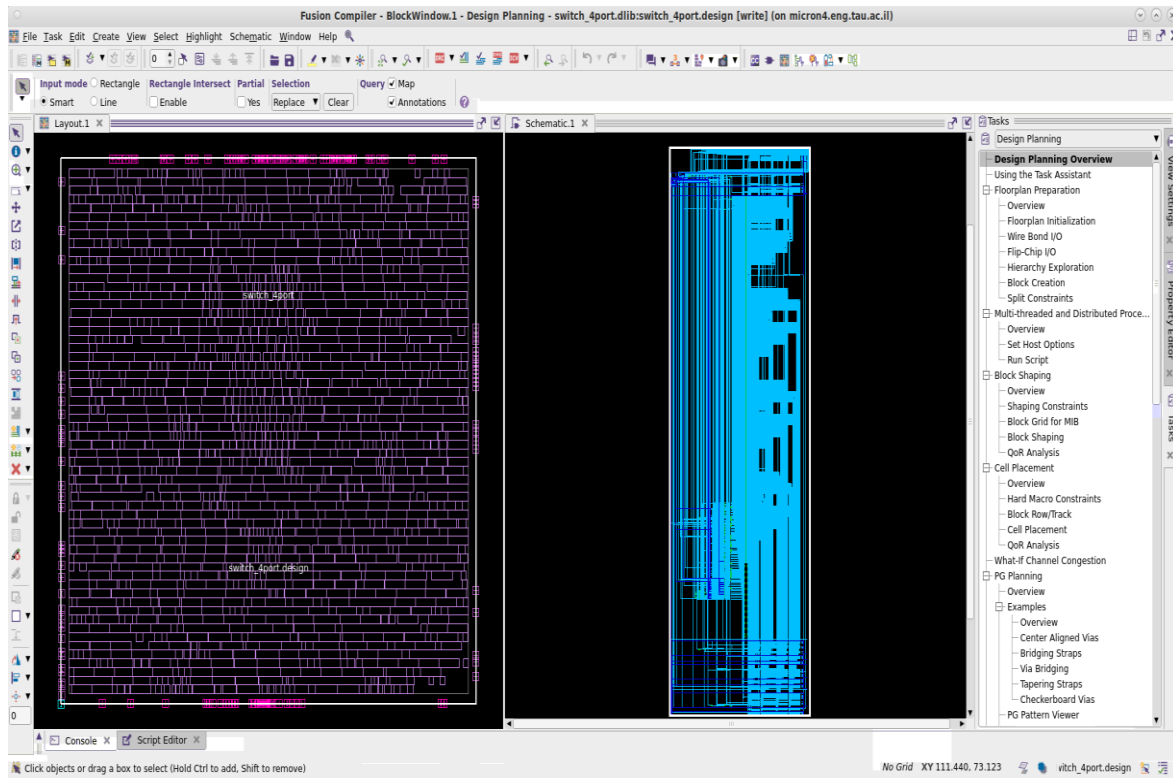 Fusion Compiler - BlockWindow.1 - Design Planning - switch_4port.dlib:switch_4port.design [write] (on micron4.eng.tau.ac.il)
File Task Edit Create View Select Highlight Schematic Window Help
0
Input mode Rectangle Rectangle Intersect Partial Selection Query Map
Smart Line Enable Yes Replace Clear Annotations
Layout.1
Schematic.1
switch_4port
switch_4port.design
Tasks
Design Planning
Design Planning Overview
Using the Task Assistant
Floorplan Preparation
Overview
Floorplan Initialization
Wire Bond I/O
Flip-Chip I/O
Hierarchy Exploration
Block Creation
Split Constraints
Multi-threaded and Distributed Proce...
Overview
Set Host Options
Run Script
Block Shaping
Overview
Shaping Constraints
Block Grid for MIB
Block Shaping
QoR Analysis
Cell Placement
Overview
Hard Macro Constraints
Block Row/Track
Cell Placement
QoR Analysis
What-If Channel Congestion
PG Planning
Overview
Examples
Overview
Center Aligned Vias
Bridging Straps
Via Bridging
Tapering Straps
Checkerboard Vias
PG Pattern Viewer
View Settings
Property Editor
Tasks
0
Console Script Editor
Click objects or drag a box to select (Hold Ctrl to add, Shift to remove)
No Grid XY 111.440, 73.123 vitch_4port.design